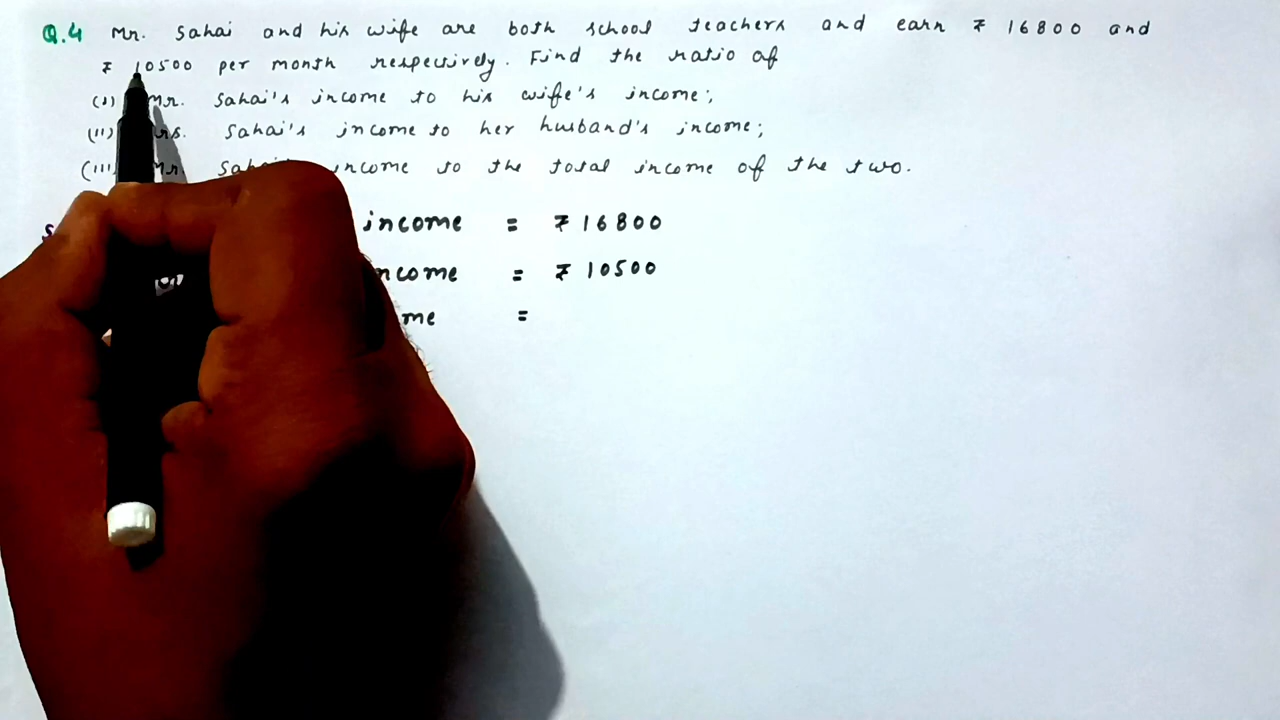 Q.4 Mr. Sahai and his wife are both school teachers and earn ₹ 16800 and
₹ 10500 per month respectively. Find the ratio of
(I) Mr. Sahai's income to his wife's income;
(II) Sahai's income to her husband's income;
(III) Mr. income to the total income of the two.
income = ₹ 16800
= ₹ 10500
=